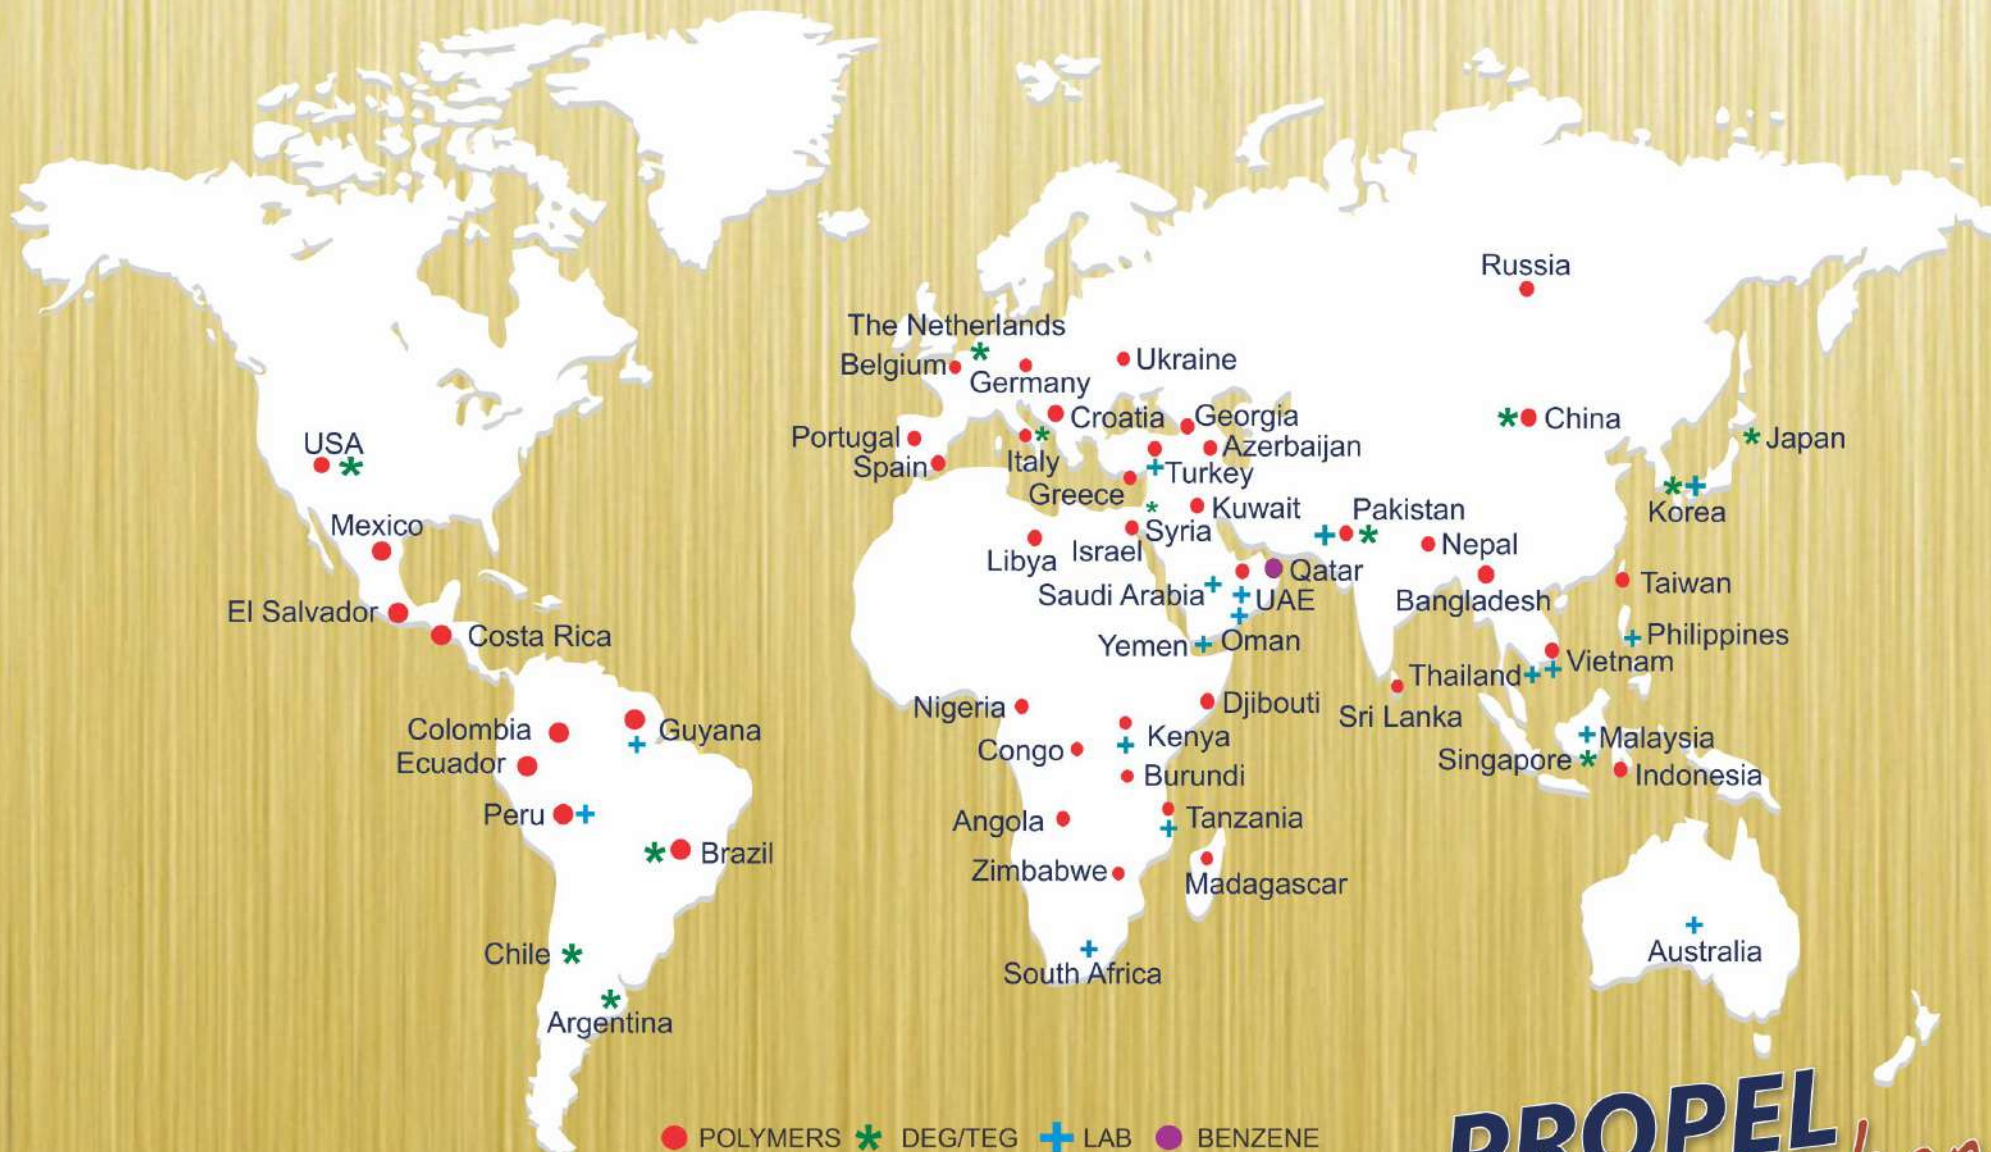 Russia
The Netherlands
Belgium
Germany
Ukraine
Croatia
Georgia
China
Japan
Portugal
Spain
Italy
Azerbaijan
Turkey
Greece
USA
Mexico
Kuwait
Pakistan
Korea
Syria
Israel
Libya
Nepal
Qatar
Taiwan
Saudi Arabia
UAE
Bangladesh
El Salvador
Costa Rica
Yemen
Oman
Philippines
Vietnam
Thailand
Nigeria
Djibouti
Sri Lanka
Colombia
Guyana
Kenya
Congo
Malaysia
Ecuador
Singapore
Indonesia
Burundi
Peru
Angola
Tanzania
Brazil
Zimbabwe
Madagascar
Chile
South Africa
Australia
Argentina
POLYMERS DEG/TEG LAB BENZENE
PROPEL